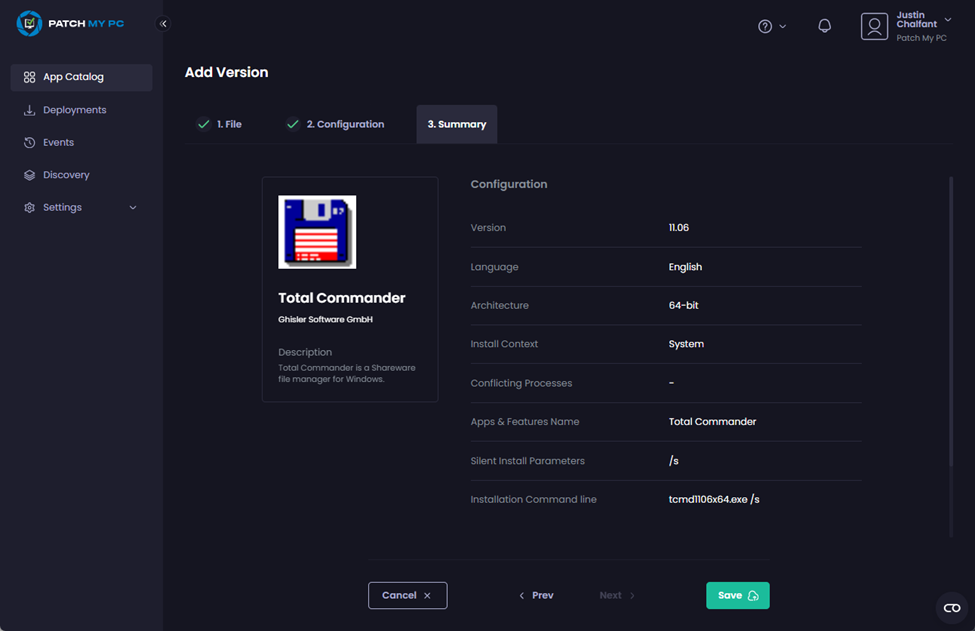 PATCH MY PC
Justin
Chalfant
Patch My PC
App Catalog
Deployments
Events
Discovery
Settings
Add Version
1. File
2. Configuration
3. Summary
Total Commander
Ghisler Software GmbH
Description
Total Commander is a Shareware
file manager for Windows.
Configuration
Version 11.06
Language English
Architecture 64-bit
Install Context System
Conflicting Processes -
Apps & Features Name Total Commander
Silent Install Parameters /s
Installation Command line tcmd1106x64.exe /s
Cancel
Prev
Next
Save